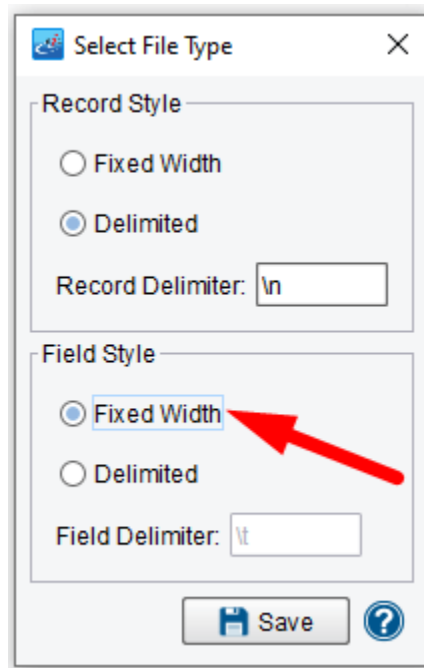 Select File Type
Record Style
Fixed Width
Delimited
Record Delimiter: \n
Field Style
Fixed Width
Delimited
Field Delimiter: \t
Save
?